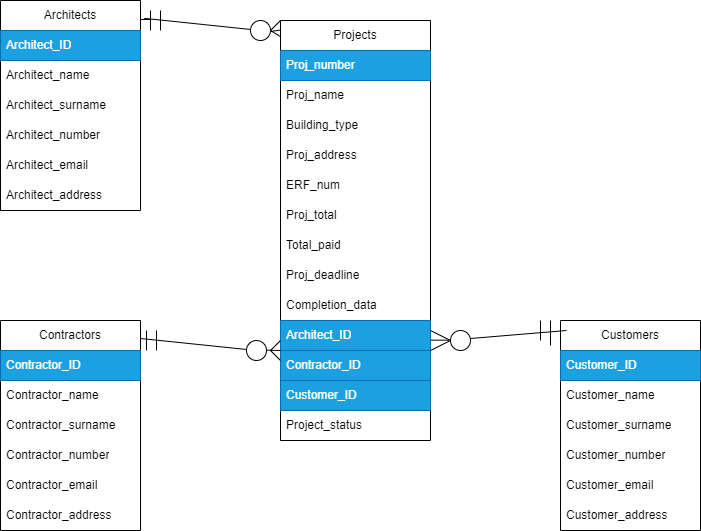 Architects
Architect_ID
Architect_name
Architect_surname
Architect_number
Architect_email
Architect_address
Projects
Proj_number
Proj_name
Building_type
Proj_address
ERF_num
Proj_total
Total_paid
Proj_deadline
Completion_data
Architect_ID
Contractor_ID
Customer_ID
Project_status
Contractors
Contractor_ID
Contractor_name
Contractor_surname
Contractor_number
Contractor_email
Contractor_address
Customers
Customer_ID
Customer_name
Customer_surname
Customer_number
Customer_email
Customer_address